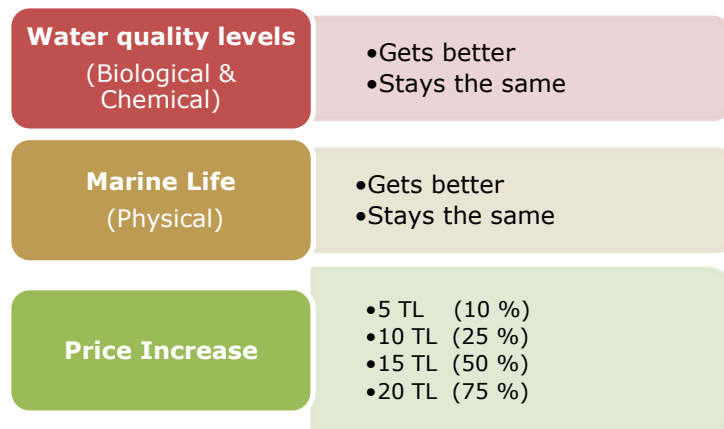 Water quality levels
(Biological &
Chemical)
•Gets better
•Stays the same
Marine Life
(Physical)
•Gets better
•Stays the same
Price Increase
•5 TL (10 %)
•10 TL (25 %)
•15 TL (50 %)
•20 TL (75 %)